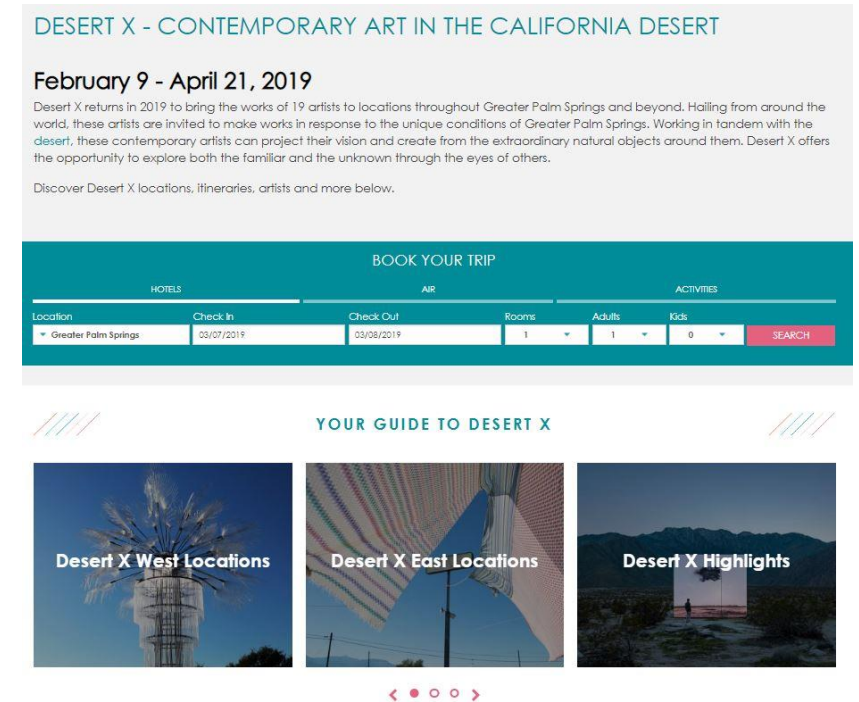 DESERT X - CONTEMPORARY ART IN THE CALIFORNIA DESERT
February 9 - April 21, 2019
Desert X returns in 2019 to bring the works of 19 artists to locations throughout Greater Palm Springs and beyond. Hailing from around the
world, these artists are invited to make works in response to the unique conditions of Greater Palm Springs. Working in tandem with the
desert, these contemporary artists can project their vision and create from the extraordinary natural objects around them. Desert X offers
the opportunity to explore both the familiar and the unknown through the eyes of others.
Discover Desert X locations, itineraries, artists and more below.
BOOK YOUR TRIP
HOTELS AIR ACTIVITIES
Location Check In Check Out Rooms Adults Kids
Greater Palm Springs 03/07/2019 03/08/2019 1 1 0 SEARCH
YOUR GUIDE TO DESERT X
Desert X West Locations Desert X East Locations Desert X Highlights